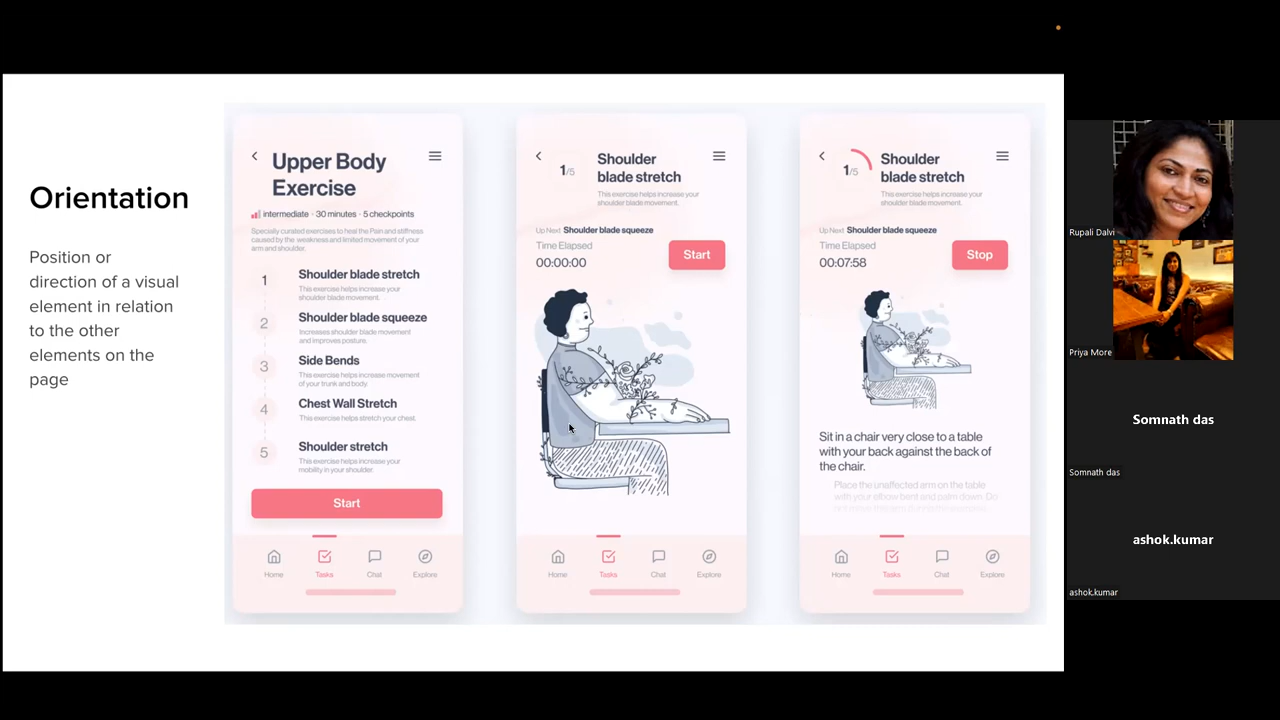 Orientation
Position or
direction of a visual
element in relation
to the other
elements on the
page
Upper Body
Exercise
intermediate · 30 minutes · 5 checkpoints
Specially curated exercises to heal the Pain and stiffness
caused by the weakness and limited movement of your
arm and shoulder.
1
Shoulder blade stretch
This exercise helps increase your
shoulder blade movement.
2
Shoulder blade squeeze
Increases shoulder blade movement
and improves posture.
3
Side Bends
This exercise helps increase movement
of your trunk and body.
4
Chest Wall Stretch
This exercise helps stretch your chest.
5
Shoulder stretch
This exercise helps increase your
mobility in your shoulder.
Start
Home
Tasks
Chat
Explore
1/5
Shoulder
blade stretch
This exercise helps increase your
shoulder blade movement.
Up Next Shoulder blade squeeze
Time Elapsed
00:00:00
Start
Home
Tasks
Chat
Explore
1/5
Shoulder
blade stretch
This exercise helps increase your
shoulder blade movement.
Up Next Shoulder blade squeeze
Time Elapsed
00:07:58
Stop
Sit in a chair very close to a table
with your back against the back of
the chair.
Place the unaffected arm on the table
with your elbow bent and palm down. Do
Home
Tasks
Chat
Explore
Rupali Dalvi
Priya More
Somnath das
Somnath das
ashok.kumar
ashok.kumar